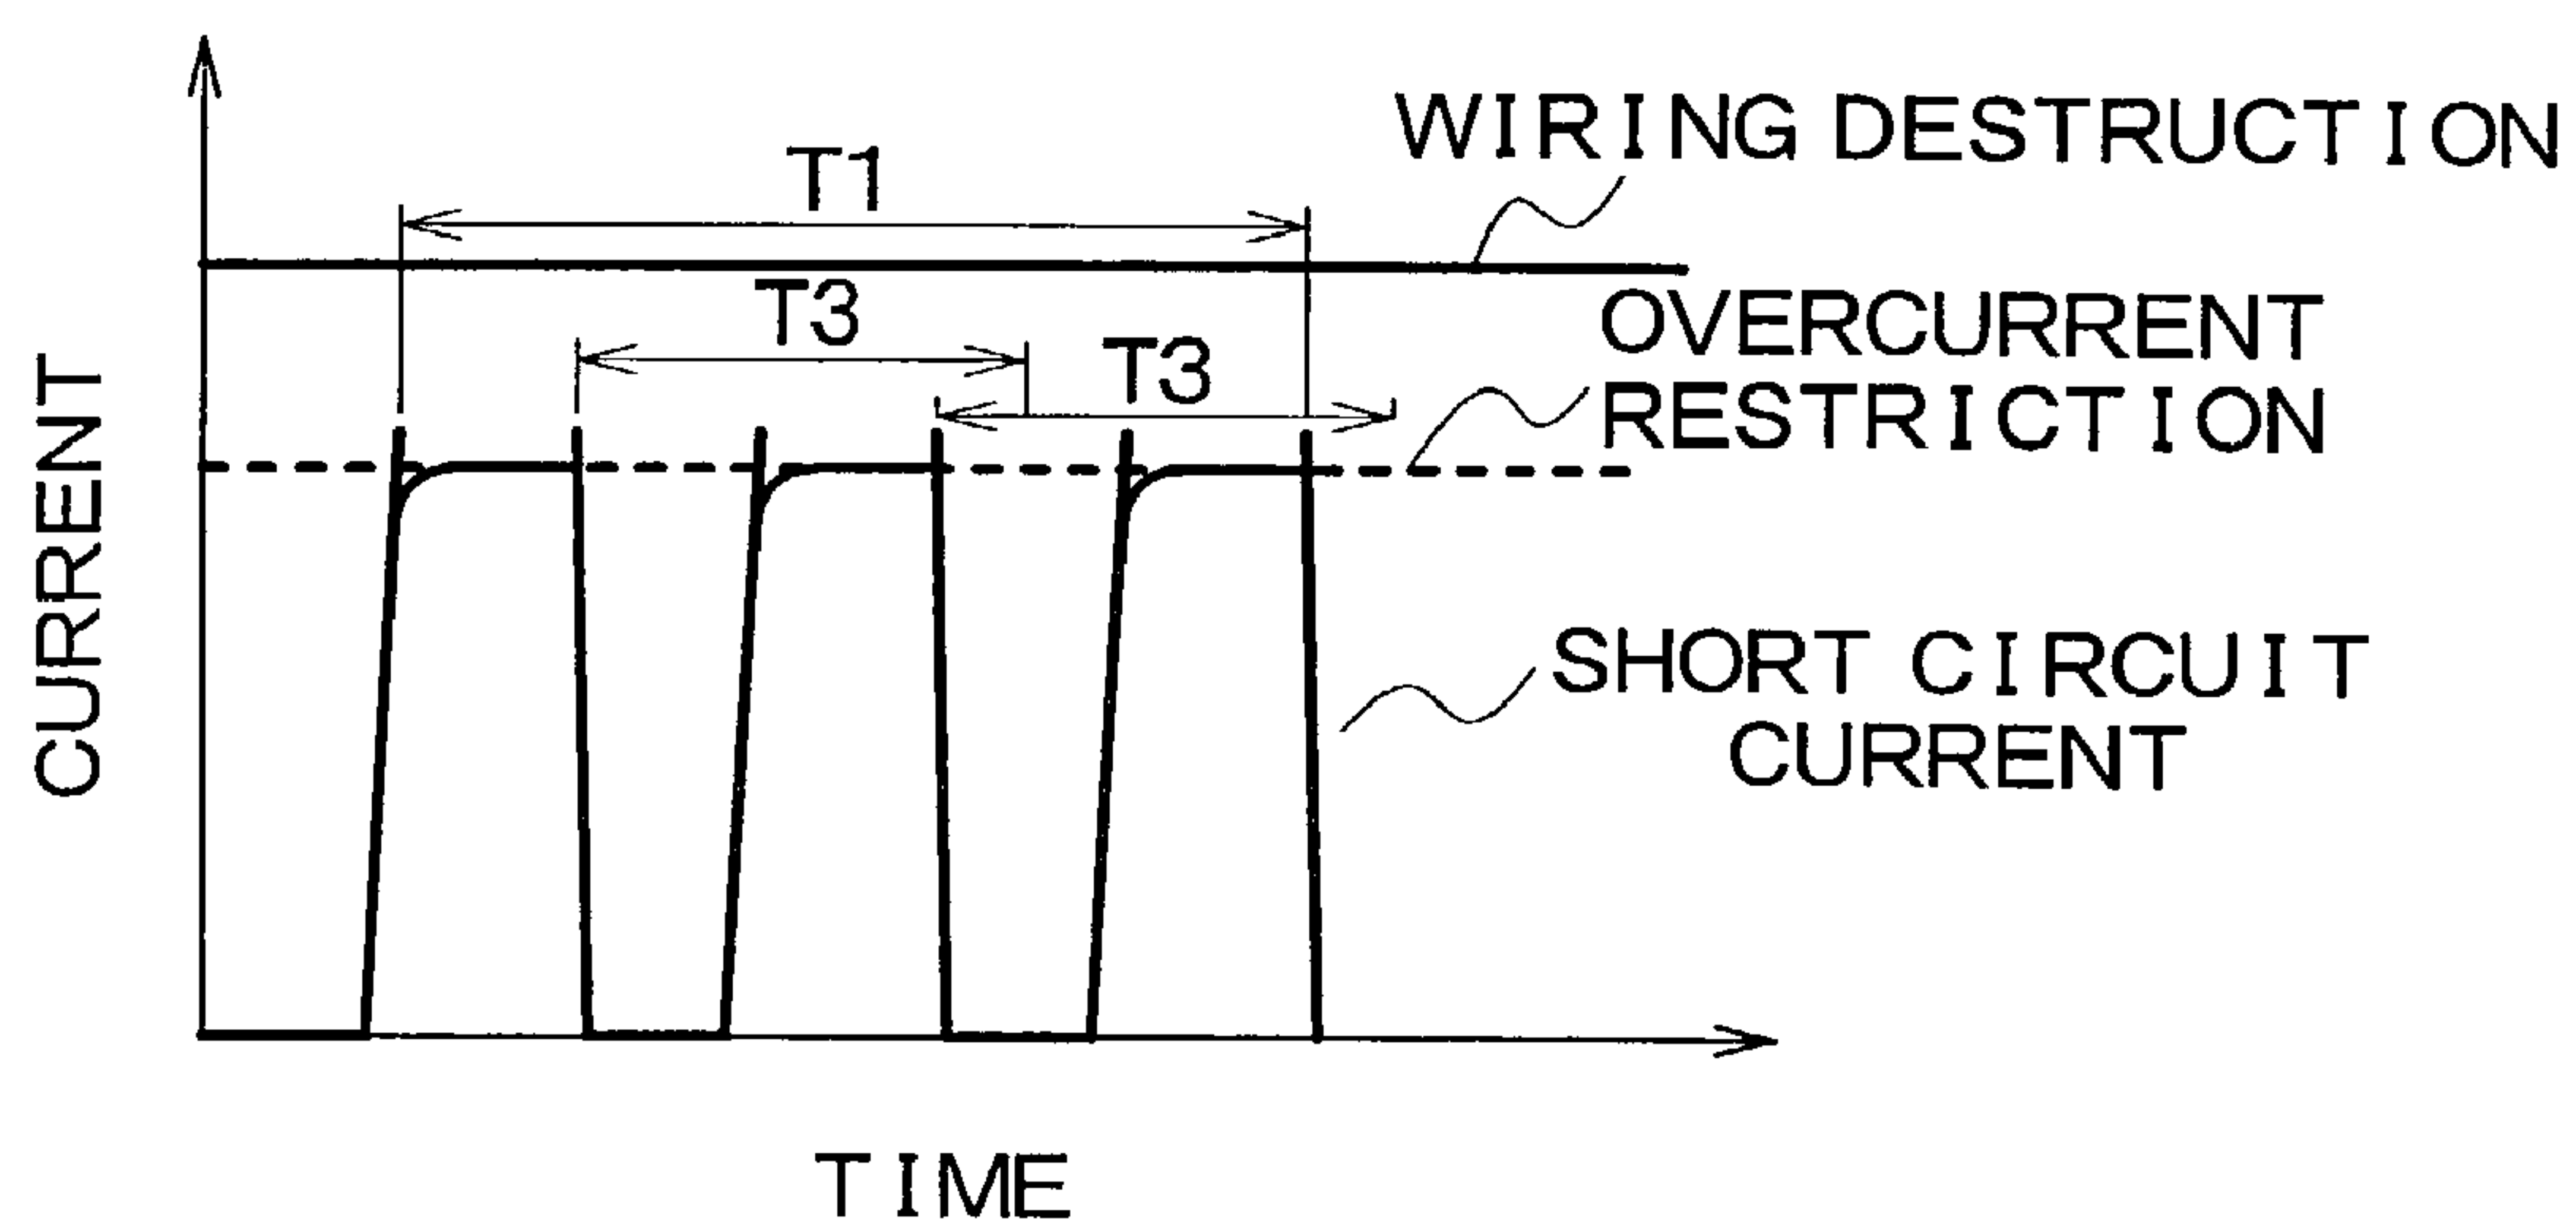 WIRING DESTRUCTION
T1
T3
OVERCURRENT
T3
RESTRICTION
CURRENT
SHORT CIRCUIT
CURRENT
TIME